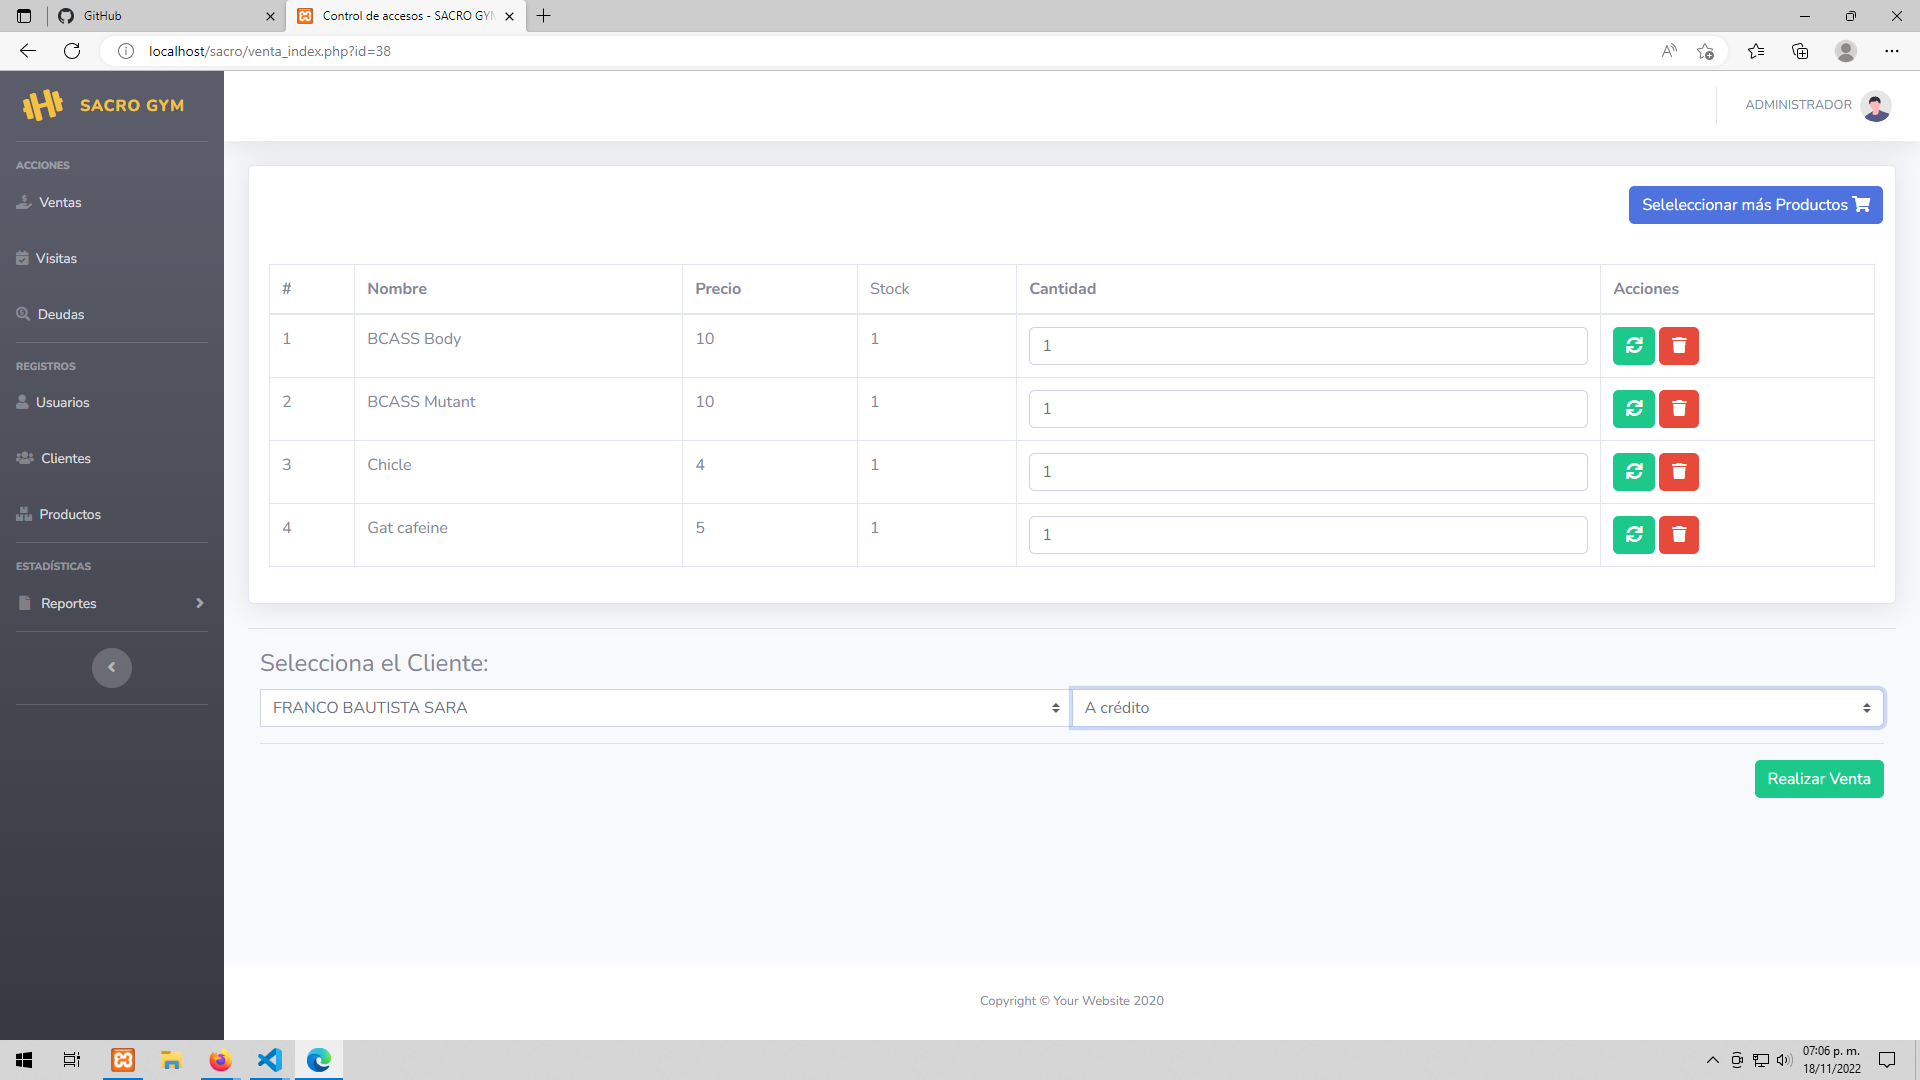 GitHub
Control de accesos - SACRO GYM
localhost/sacro/venta_index.php?id=38
SACRO GYM
ADMINISTRADOR
ACCIONES
Ventas
Visitas
Deudas
REGISTROS
Usuarios
Clientes
Productos
ESTADÍSTICAS
Reportes
Seleleccionar más Productos
# Nombre Precio Stock Cantidad Acciones
1 BCASS Body 10 1 1
2 BCASS Mutant 10 1 1
3 Chicle 4 1 1
4 Gat cafeine 5 1 1
Selecciona el Cliente:
FRANCO BAUTISTA SARA A crédito
Realizar Venta
Copyright © Your Website 2020
07:06 p. m.
18/11/2022